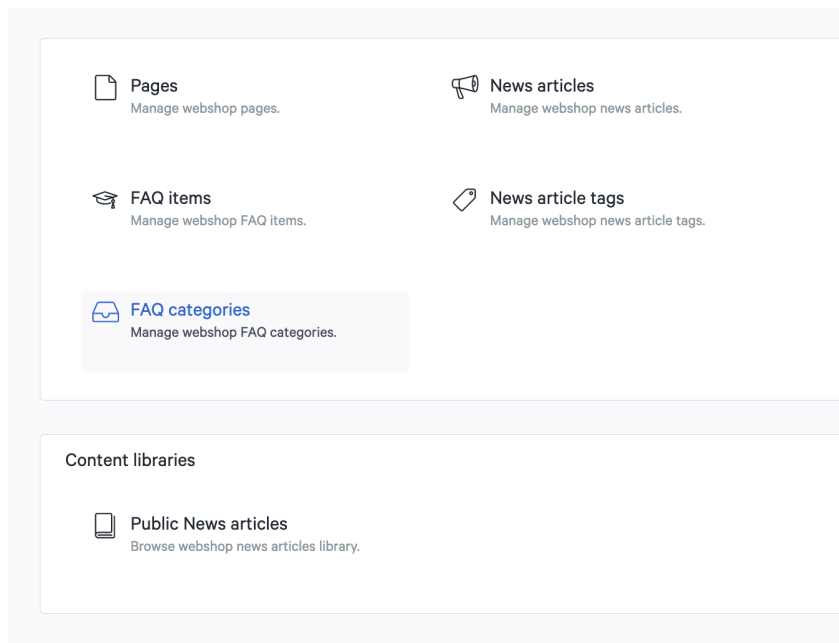 Pages
Manage webshop pages.
News articles
Manage webshop news articles.
FAQ items
Manage webshop FAQ items.
News article tags
Manage webshop news article tags.
FAQ categories
Manage webshop FAQ categories.
Content libraries
Public News articles
Browse webshop news articles library.